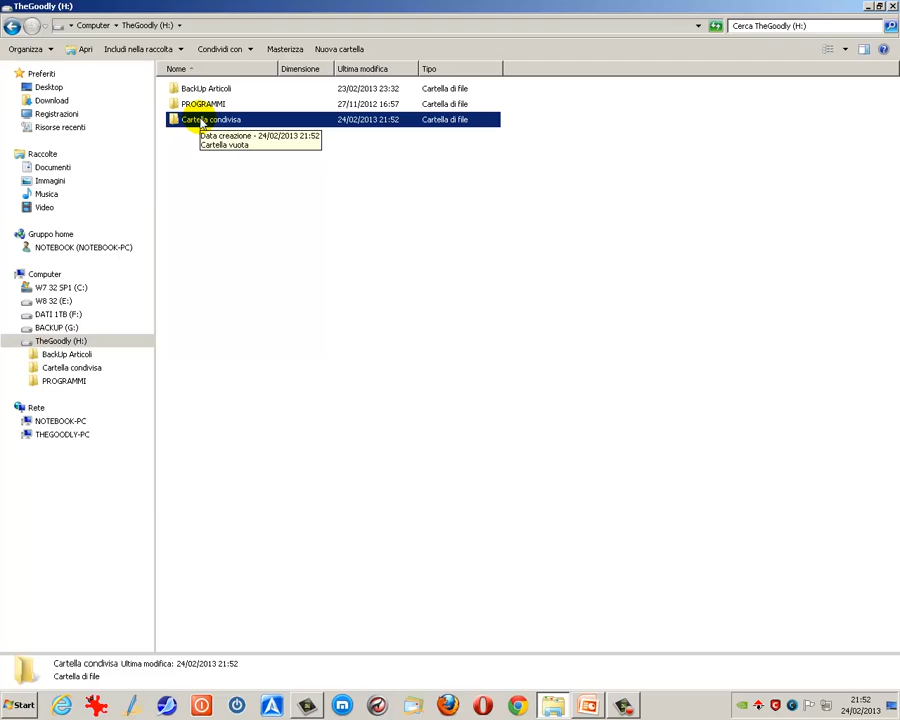 TheGoodly (H:)
Computer TheGoodly (H:)
Cerca TheGoodly (H:)
Organizza Apri Includi nella raccolta Condividi con Masterizza Nuova cartella
Nome Dimensione Ultima modifica Tipo
BackUp Articoli 23/02/2013 23:32 Cartella di file
PROGRAMMI 27/11/2012 16:57 Cartella di file
Cartella condivisa 24/02/2013 21:52 Cartella di file
Data creazione - 24/02/2013 21:52
Cartella vuota
Preferiti
Desktop
Download
Registrazioni
Risorse recenti
Raccolte
Documenti
Immagini
Musica
Video
Gruppo home
NOTEBOOK (NOTEBOOK-PC)
Computer
W7 32 SP1 (C:)
W8 32 (E:)
DATI 1TB (F:)
BACKUP (G:)
TheGoodly (H:)
BackUp Articoli
Cartella condivisa
PROGRAMMI
Rete
NOTEBOOK-PC
THEGOODLY-PC
Cartella condivisa Ultima modifica: 24/02/2013 21:52
Cartella di file
Start
21:52
24/02/2013